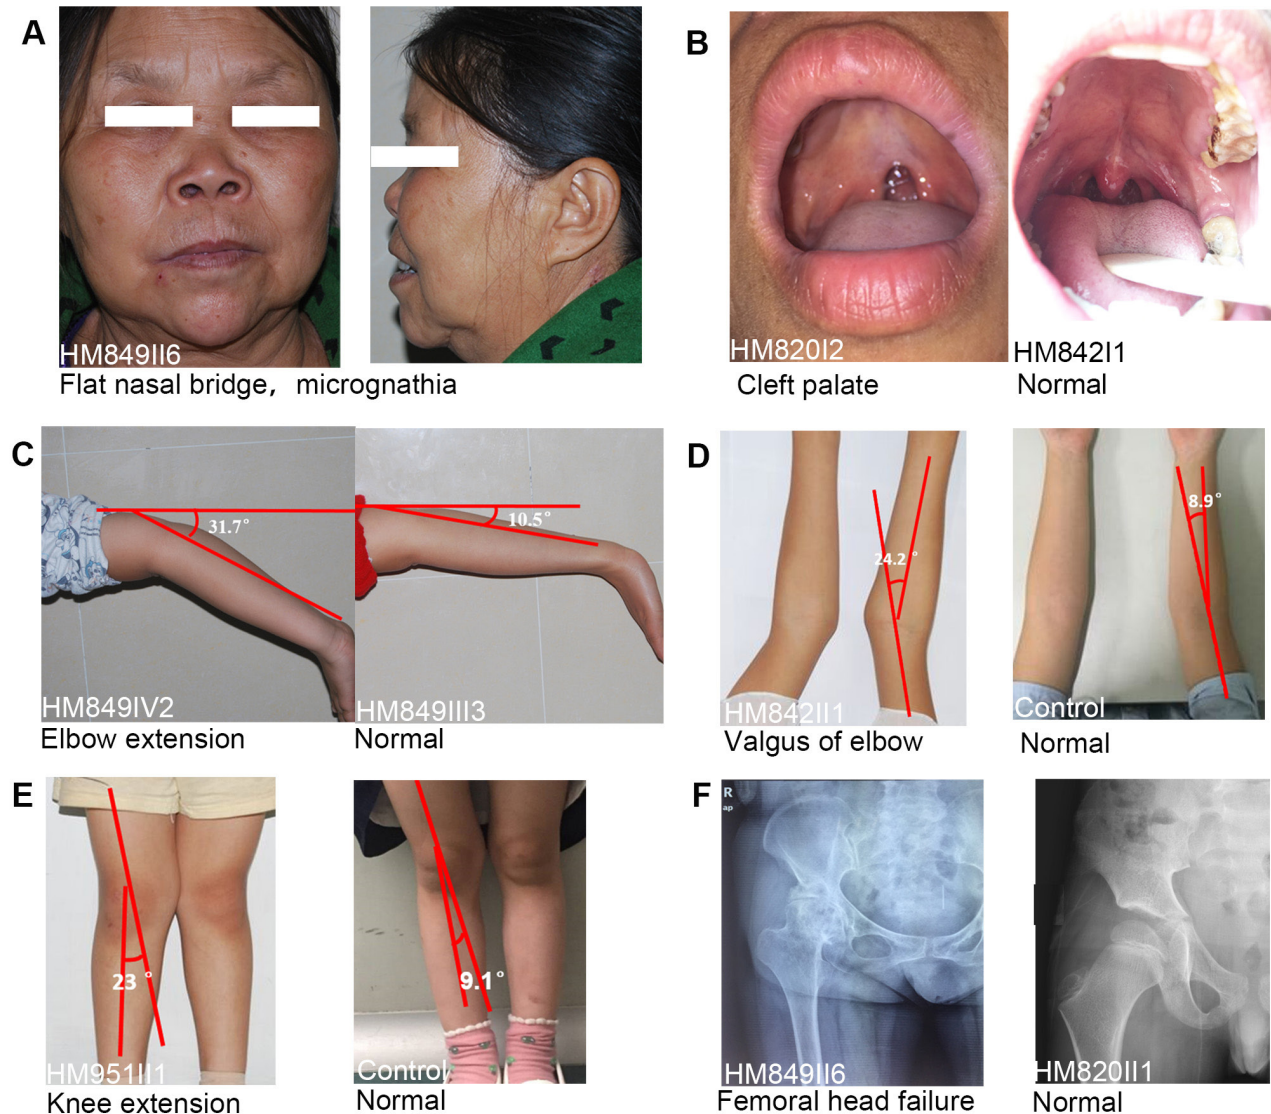 A
HM849II6
Flat nasal bridge, micrognathia
B
HM820I2
Cleft palate
HM842I1
Normal
C
31.7°
HM849IV2
Elbow extension
10.5°
HM849III3
Normal
D
24.2 °
HM842II1
Valgus of elbow
8.9°
Control
Normal
E
23 °
HM951II1
Knee extension
9.1°
Control
Normal
F
R
ap
HM849II6
Femoral head failure
HM820II1
Normal